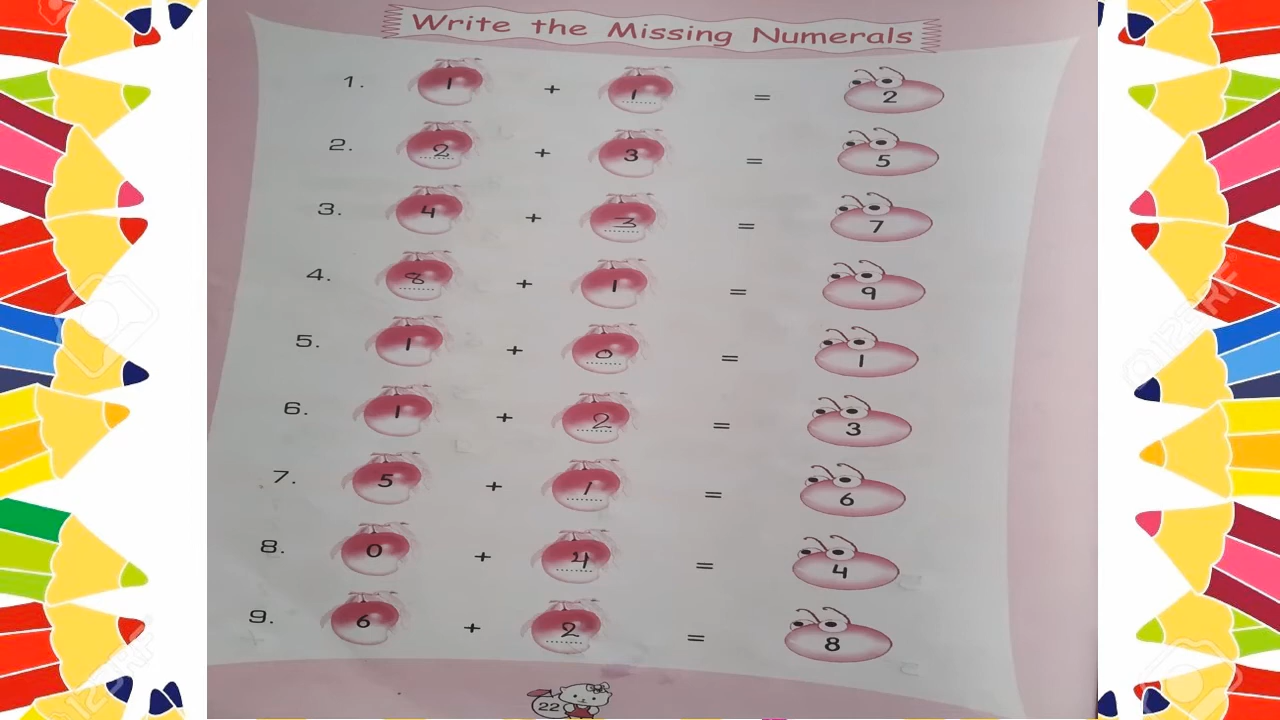 Write the Missing Numerals
1. 1 + 1 = 2
2. 2 + 3 = 5
3. 4 + 3 = 7
4. 8 + 1 = 9
5. 1 + 0 = 1
6. 1 + 2 = 3
7. 5 + 1 = 6
8. 0 + 4 = 4
9. 6 + 2 = 8
22
123RF
123RF